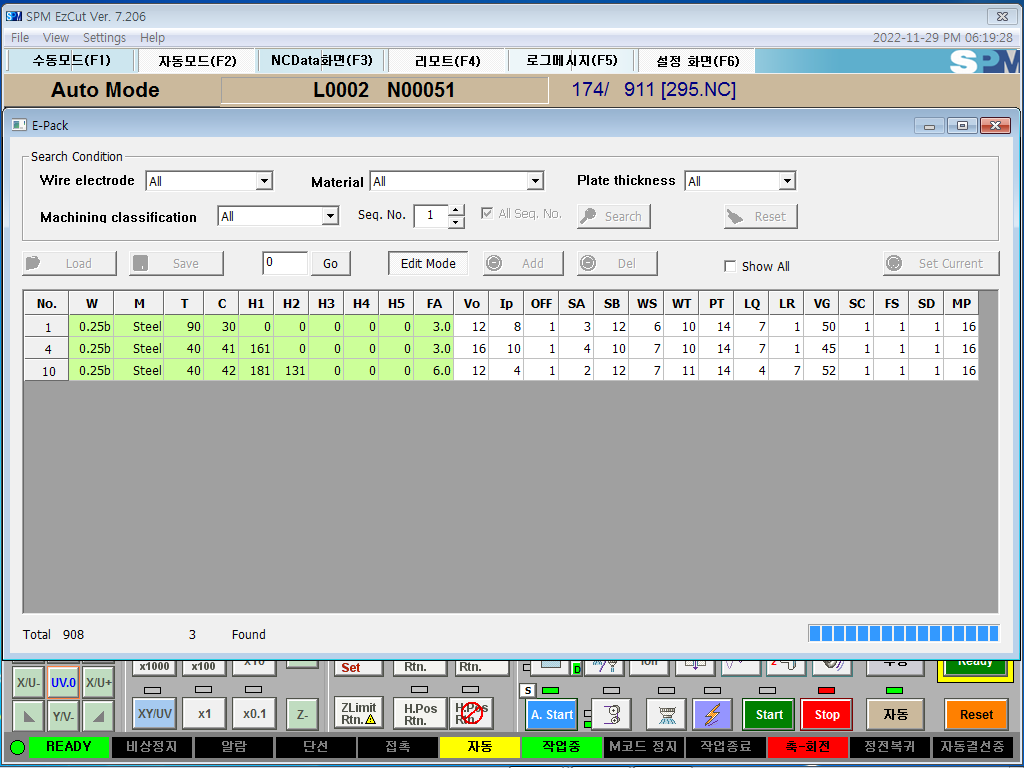 SPM EzCut Ver. 7.206
File View Settings Help 2022-11-29 PM 06:19:28
수동모드(F1) 자동모드(F2) NCData화면(F3) 리모트(F4) 로그메시지(F5) 설정 화면(F6) SPM
Auto Mode L0002 N00051 174/ 911 [295.NC]
E-Pack
Search Condition
Wire electrode All Material All Plate thickness All
Machining classification All Seq. No. 1 All Seq. No. Search Reset
Load Save 0 Go Edit Mode Add Del Show All Set Current
No. W M T C H1 H2 H3 H4 H5 FA Vo Ip OFF SA SB WS WT PT LQ LR VG SC FS SD MP
1 0.25b Steel 90 30 0 0 0 0 0 3.0 12 8 1 3 12 6 10 14 7 1 50 1 1 1 16
4 0.25b Steel 40 41 161 0 0 0 0 3.0 16 10 1 4 10 7 10 14 7 1 45 1 1 1 16
10 0.25b Steel 40 42 181 131 0 0 0 6.0 12 4 1 2 12 7 11 14 4 7 52 1 1 1 16
Total 908 3 Found
x1000 x100 x10 Set Rtn. Rtn. D Ready
X/U- UV.0 X/U+
S
Y/V- XY/UV x1 x0.1 Z- ZLimit Rtn. H.Pos Rtn. H.Pos Rtn. A. Start Start Stop 자동 Reset
READY 비상정지 알람 단선 접촉 자동 작업중 M코드 정지 작업종료 축-회전 정전복귀 자동결선중